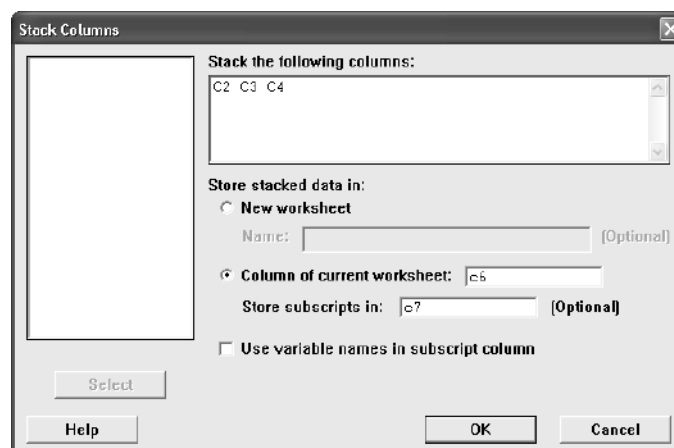 Stack Columns
Stack the following columns:
C2 C3 C4
Store stacked data in:
New worksheet
Name: (Optional)
Column of current worksheet: c6
Store subscripts in: c7 (Optional)
Use variable names in subscript column
Select
Help OK Cancel